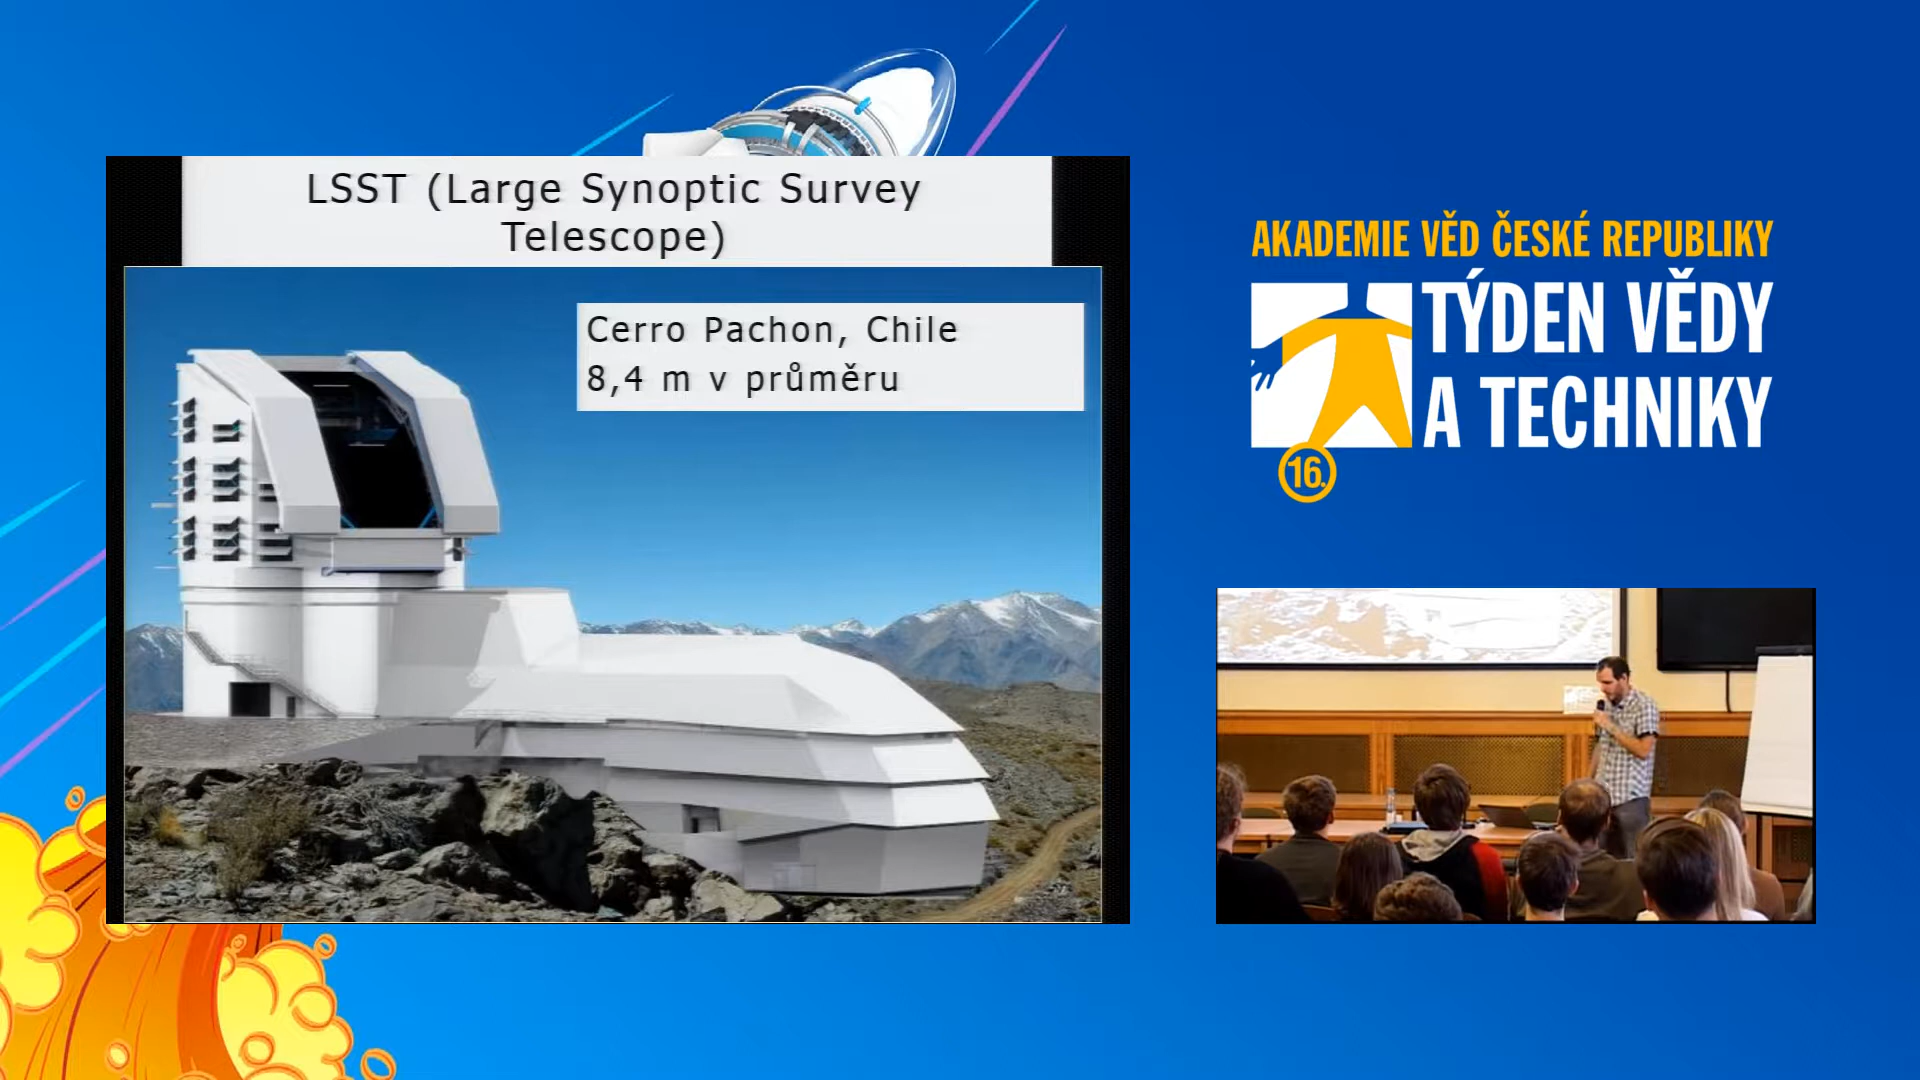 LSST (Large Synoptic Survey
Telescope)
Cerro Pachon, Chile
8,4 m v průměru
AKADEMIE VĚD ČESKÉ REPUBLIKY
TÝDEN VĚDY
A TECHNIKY
16.